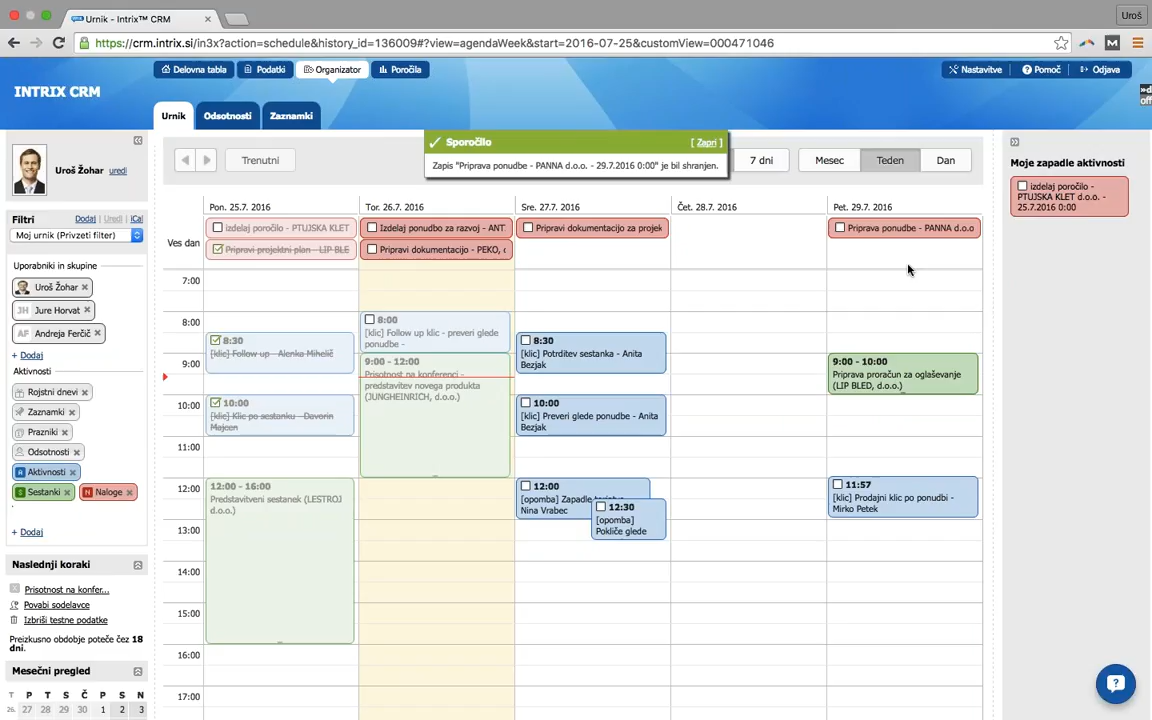 Urnik - Intrix™ CRM
Uroš
https://crm.intrix.si/in3x?action=schedule&history_id=136009#?view=agendaWeek&start=2016-07-25&customView=000471046
Delovna tabla
Podatki
Organizator
Poročila
Nastavitve
Pomoč
Odjava
INTRIX CRM
Urnik
Odsotnosti
Zaznamki
Sporočilo
[ Zapri ]
Zapis "Priprava ponudbe - PANNA d.o.o. - 29.7.2016 0:00" je bil shranjen.
Uroš Žohar
uredi
Filtri
Dodaj | Uredi | iCal
Moj urnik (Privzeti filter)
Uporabniki in skupine
Uroš Žohar
JH Jure Horvat
AF Andreja Ferčič
+ Dodaj
Aktivnosti
Rojstni dnevi
Zaznamki
Prazniki
Odsotnosti
A Aktivnosti
S Sestanki
N Naloge
+ Dodaj
Naslednji koraki
Prisotnost na konfer...
Povabi sodelavce
Izbriši testne podatke
Preizkusno obdobje poteče čez 18
dni.
Mesečni pregled
T P T S Č P S N
26. 27 28 29 30 1 2 3
Trenutni
7 dni
Mesec
Teden
Dan
Pon. 25.7. 2016
Tor. 26.7. 2016
Sre. 27.7. 2016
Čet. 28.7. 2016
Pet. 29.7. 2016
Ves dan
izdelaj poročilo - PTUJSKA KLET
Pripravi projektni plan - LIP BLE
Izdelaj ponudbo za razvoj - ANT.
Pripravi dokumentacijo - PEKO,
Pripravi dokumentacijo za projek
Priprava ponudbe - PANNA d.o.o
7:00
8:00
9:00
10:00
11:00
12:00
13:00
14:00
15:00
16:00
17:00
8:30
[klic] Follow up - Alenka Mihelič
10:00
[klic] Klic po sestanku - Davorin
Majcen
12:00 - 16:00
Predstavitveni sestanek (LESTROJ
d.o.o.)
8:00
[klic] Follow up klic - preveri glede
ponudbe -
9:00 - 12:00
Prisotnost na konferenci -
predstavitev novega produkta
(JUNGHEINRICH, d.o.o.)
8:30
[klic] Potrditev sestanka - Anita
Bezjak
10:00
[klic] Preveri glede ponudbe - Anita
Bezjak
12:00
[opomba] Zapadle
Nina Vrabec
12:30
[opomba]
Pokliče glede
9:00 - 10:00
Priprava proračun za oglaševanje
(LIP BLED, d.o.o.)
11:57
[klic] Prodajni klic po ponudbi -
Mirko Petek
Moje zapadle aktivnosti
izdelaj poročilo -
PTUJSKA KLET d.o.o. -
25.7.2016 0:00